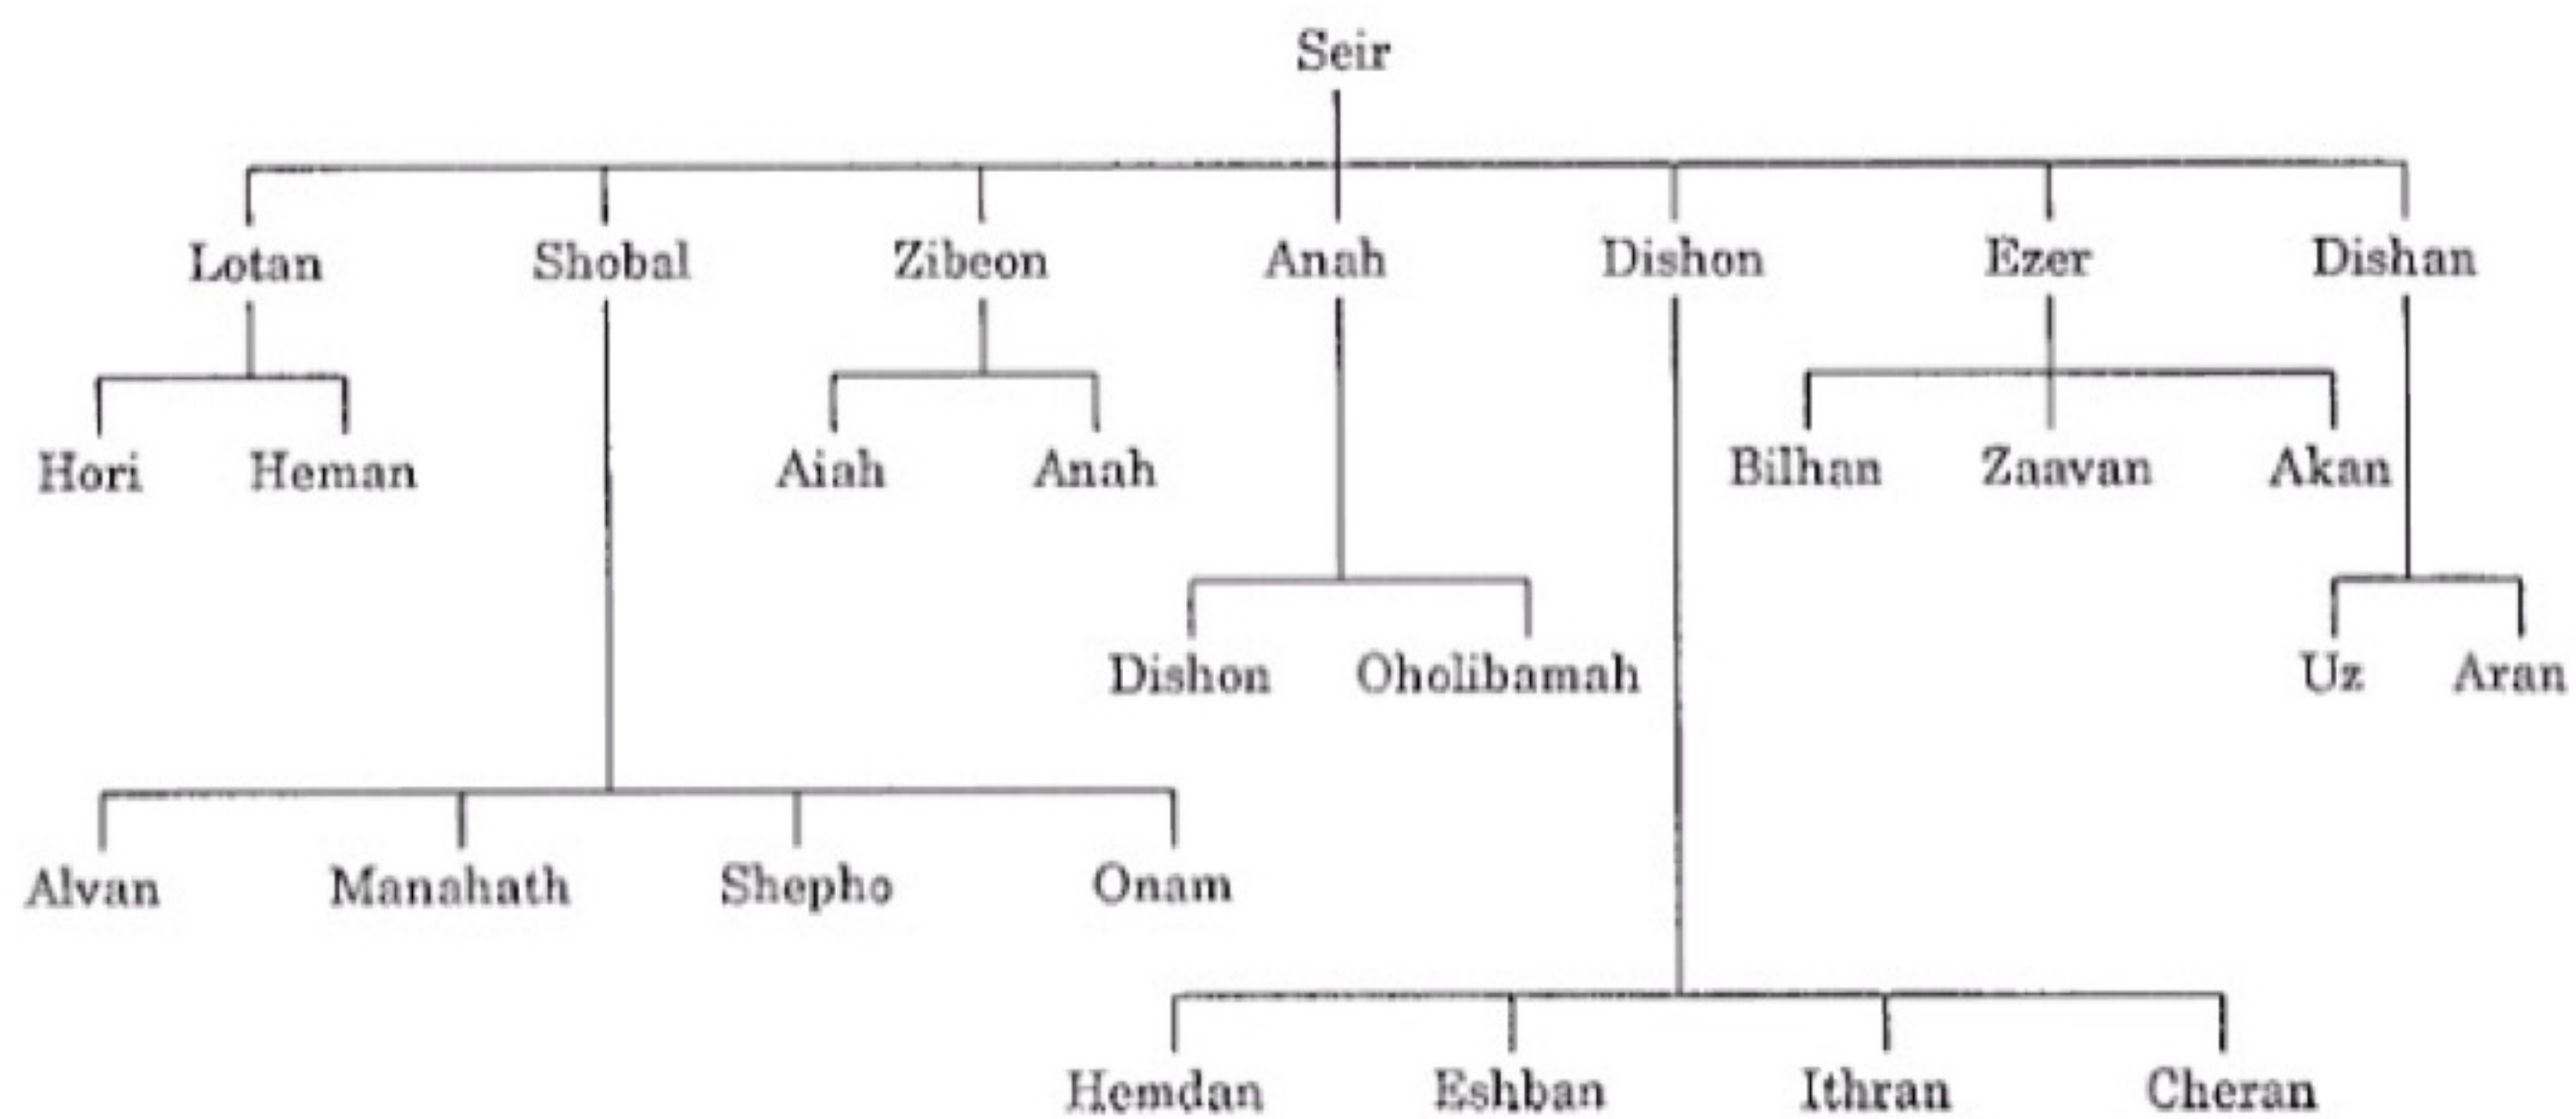 Seir
Lotan Shobal Zibeon Anah Dishon Ezer Dishan
Hori Heman Aiah Anah Bilhan Zaavan Akan
Dishon Oholibamah Uz Aran
Alvan Manahath Shepho Onam
Hemdan Eshban Ithran Cheran